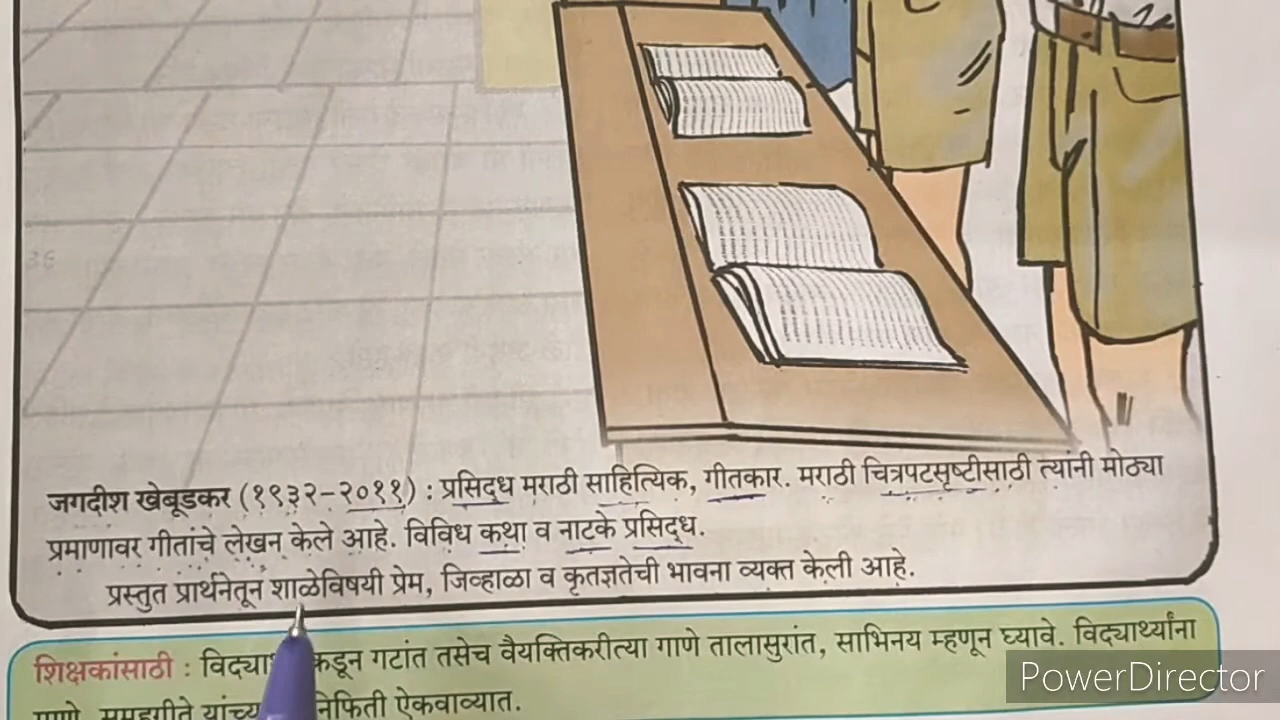 जगदीश खेबूडकर (१९३२-२०११) : प्रसिद्ध मराठी साहित्यिक, गीतकार. मराठी चित्रपटसृष्टीसाठी त्यांनी मोठ्या
प्रमाणावर गीतांचे लेखन केले आहे. विविध कथा व नाटके प्रसिद्ध.
प्रस्तुत प्रार्थनेतून शाळेविषयी प्रेम, जिव्हाळा व कृतज्ञतेची भावना व्यक्त केली आहे.
शिक्षकांसाठी : गटांत तसेच वैयक्तिकरीत्या गाणे तालासुरांत, साभिनय म्हणून घ्यावे. विद्यार्थ्यांना
ऐकवाव्यात.
PowerDirector